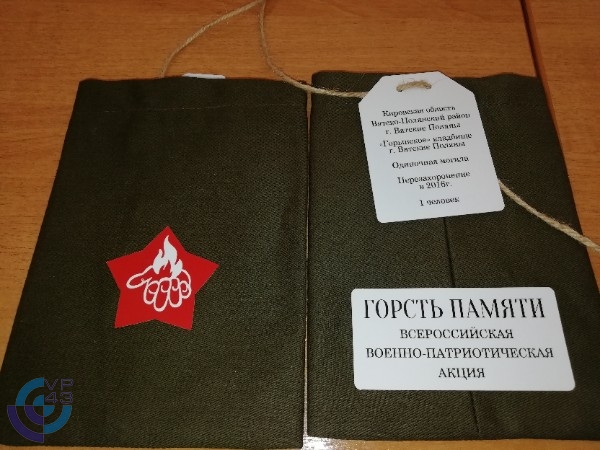 Кировская область
Вятско-Полянский район
г. Вятские Поляны
«Горынское» кладбище
г. Вятские Поляны
Одиночная могила
Перезахоронение
в 2016г.
1 человек
ГОРСТЬ ПАМЯТИ
ВСЕРОССИЙСКАЯ
ВОЕННО-ПАТРИОТИЧЕСКАЯ
АКЦИЯ
VP
43